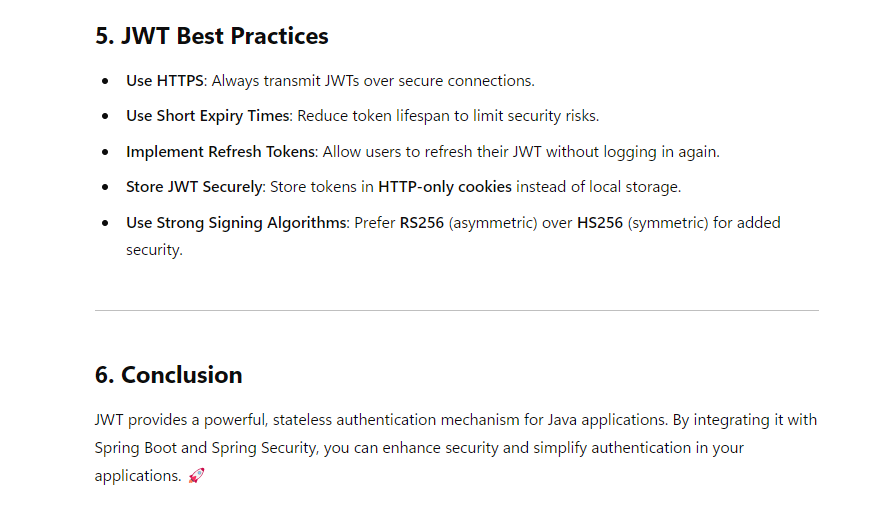 5. JWT Best Practices
• Use HTTPS: Always transmit JWTs over secure connections.
• Use Short Expiry Times: Reduce token lifespan to limit security risks.
• Implement Refresh Tokens: Allow users to refresh their JWT without logging in again.
• Store JWT Securely: Store tokens in HTTP-only cookies instead of local storage.
• Use Strong Signing Algorithms: Prefer RS256 (asymmetric) over HS256 (symmetric) for added
security.
6. Conclusion
JWT provides a powerful, stateless authentication mechanism for Java applications. By integrating it with
Spring Boot and Spring Security, you can enhance security and simplify authentication in your
applications. 🚀